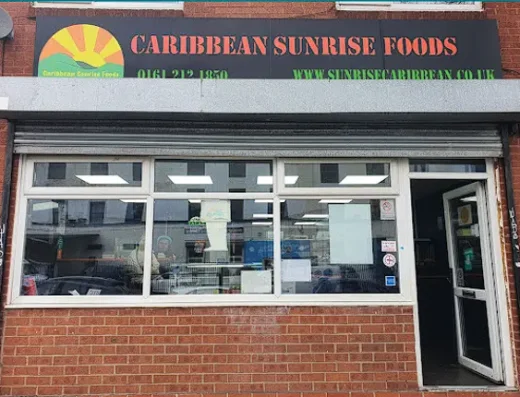 CARIBBEAN SUNRISE FOODS
Caribbean Sunrise Foods
0161 212 1850
WWW.SUNRISECARIBBEAN.CO.UK